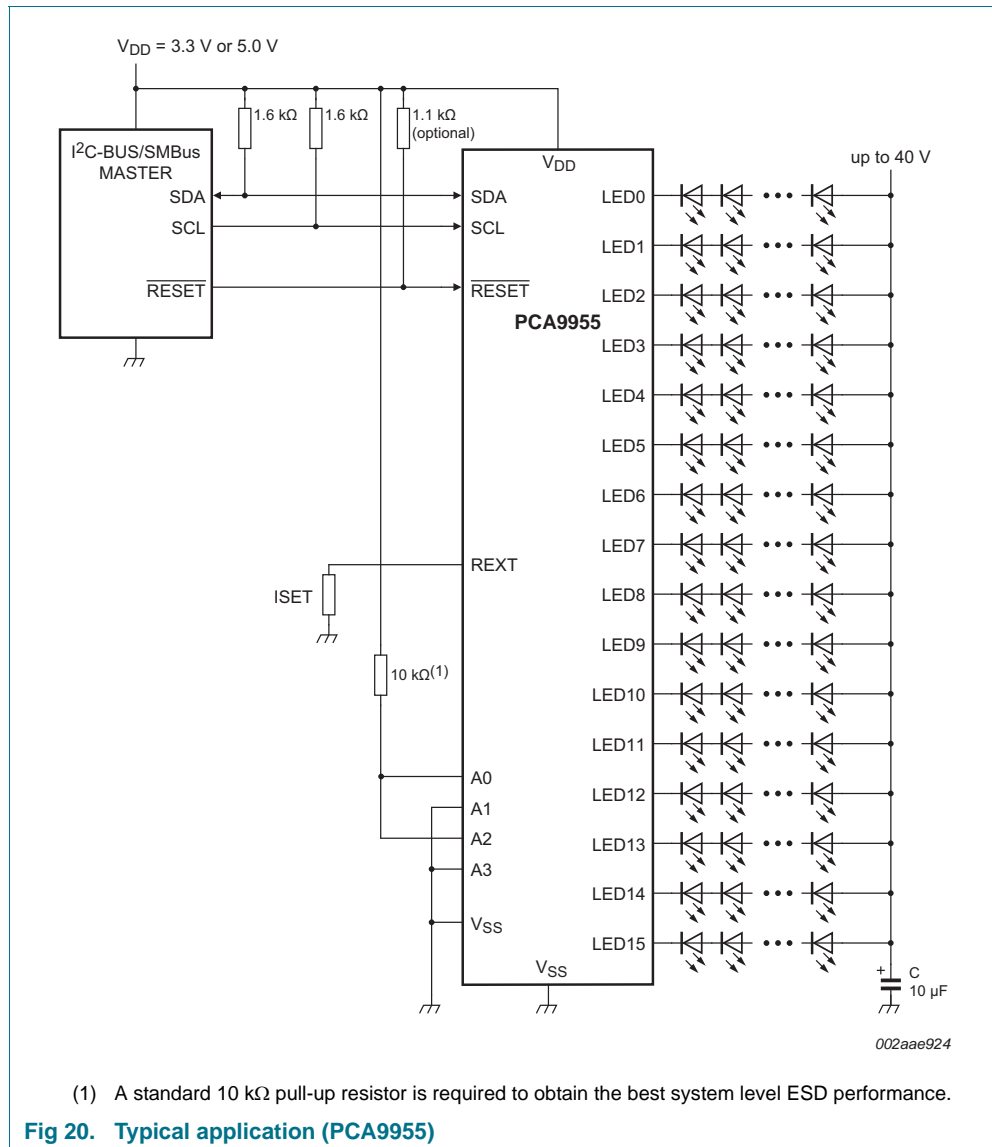 VDD = 3.3 V or 5.0 V
1.6 kΩ
1.6 kΩ
1.1 kΩ
(optional)
I2C-BUS/SMBus
MASTER
SDA
SCL
RESET
VDD
SDA
SCL
RESET
PCA9955
REXT
ISET
10 kΩ(1)
A0
A1
A2
A3
VSS
VSS
LED0
LED1
LED2
LED3
LED4
LED5
LED6
LED7
LED8
LED9
LED10
LED11
LED12
LED13
LED14
LED15
up to 40 V
+
C
10 μF
002aae924
(1) A standard 10 kΩ pull-up resistor is required to obtain the best system level ESD performance.
Fig 20. Typical application (PCA9955)